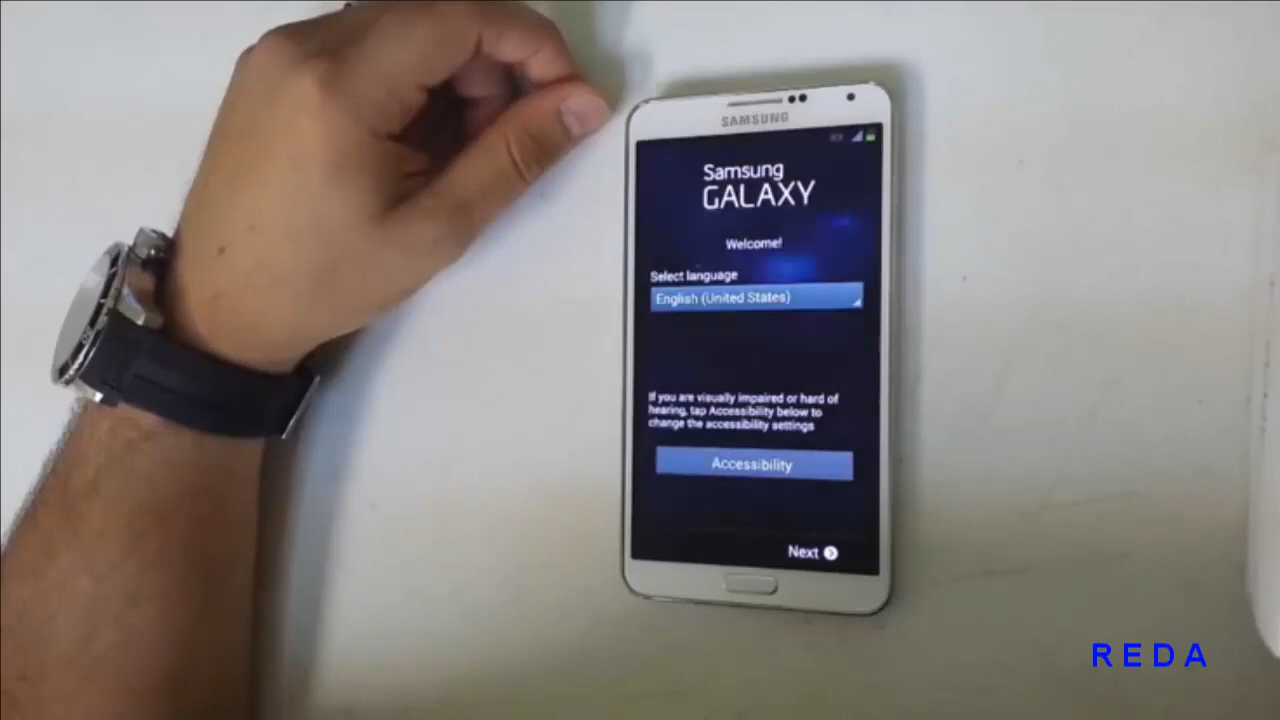 SAMSUNG
Samsung
GALAXY
Welcome!
Select language
English (United States)
If you are visually impaired or hard of
hearing, tap Accessibility below to
change the accessibility settings
Accessibility
Next
REDA